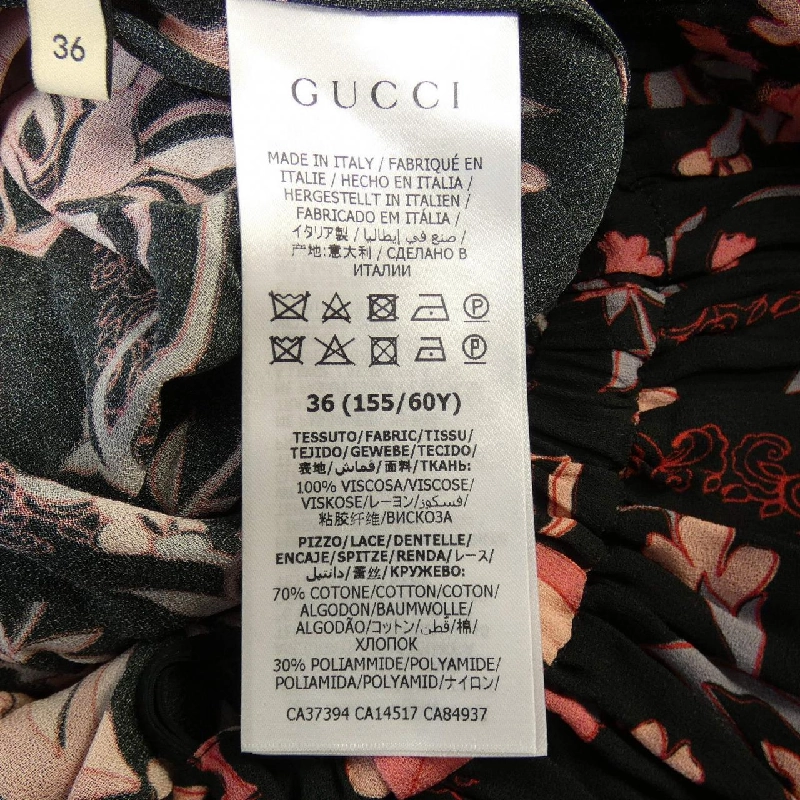 36
GUCCI
MADE IN ITALY / FABRIQUÉ EN
ITALIE / HECHO EN ITALIA /
HERGESTELLT IN ITALIEN /
FABRICADO EM ITÁLIA /
イタリア製 / صنع في إيطاليا /
产地:意大利 / СДЕЛАНО В
ИТАЛИИ
P
P
36 (155/60Y)
TESSUTO/FABRIC/TISSU/
TEJIDO/GEWEBE/TECIDO/
表地/قماش/面料/ТКАНЬ:
100% VISCOSA/VISCOSE/
VISKOSE/レーヨン/فسكوز/
粘胶纤维/ВИСКОЗА
PIZZO/LACE/DENTELLE/
ENCAJE/SPITZE/RENDA/レース/
دانتيل/蕾丝/КРУЖЕВО:
70% COTONE/COTTON/COTON/
ALGODON/BAUMWOLLE/
ALGODÃO/コットン/قطن/棉/
ХЛОПОК
30% POLIAMMIDE/POLYAMIDE/
POLIAMIDA/POLYAMID/ナイロン/
CA37394 CA14517 CA84937